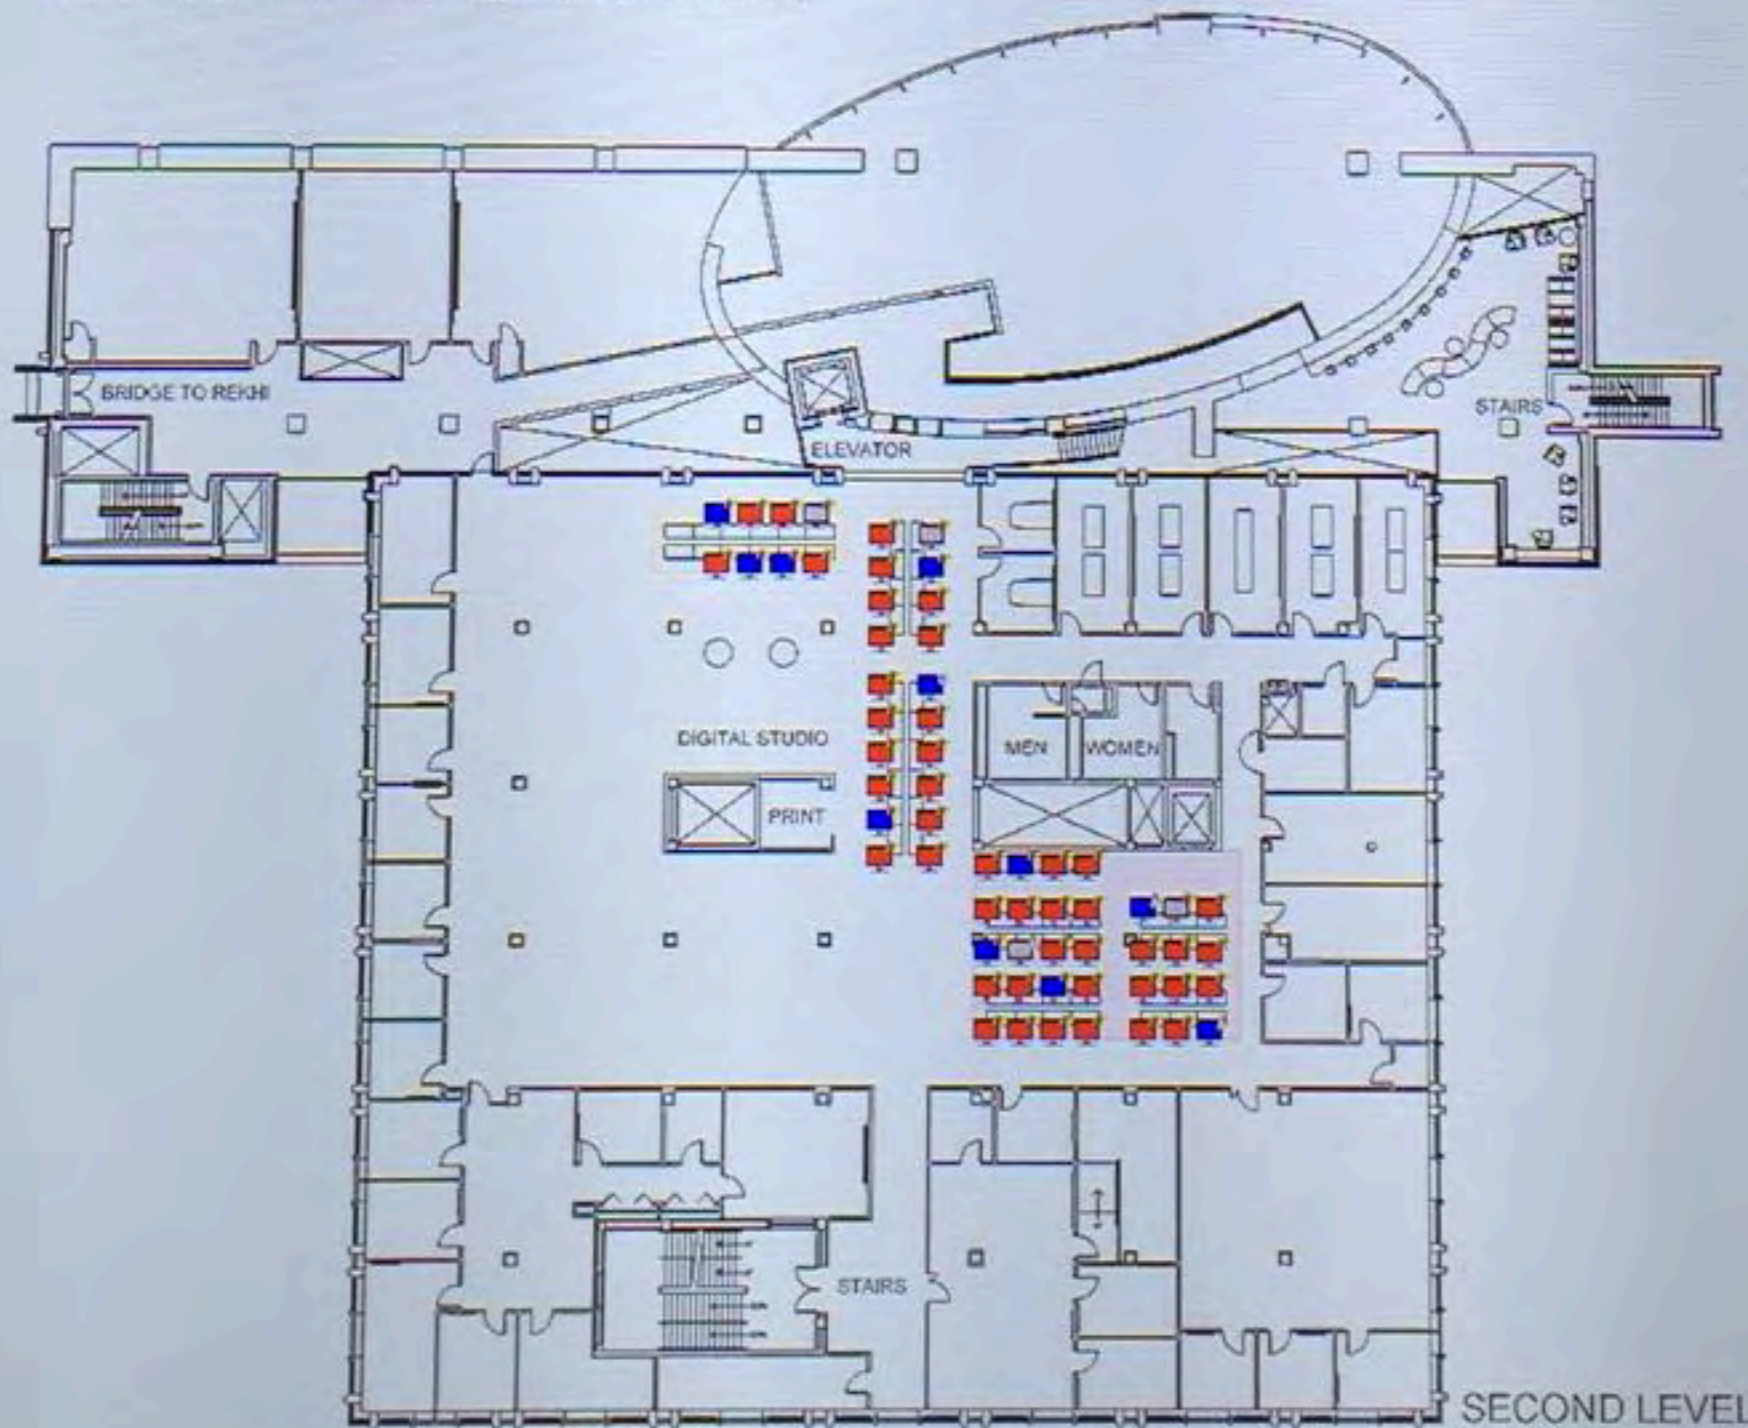 BRIDGE TO REKHI
STAIRS
ELEVATOR
DIGITAL STUDIO
MEN
WOMEN
PRINT
STAIRS
SECOND LEVEL